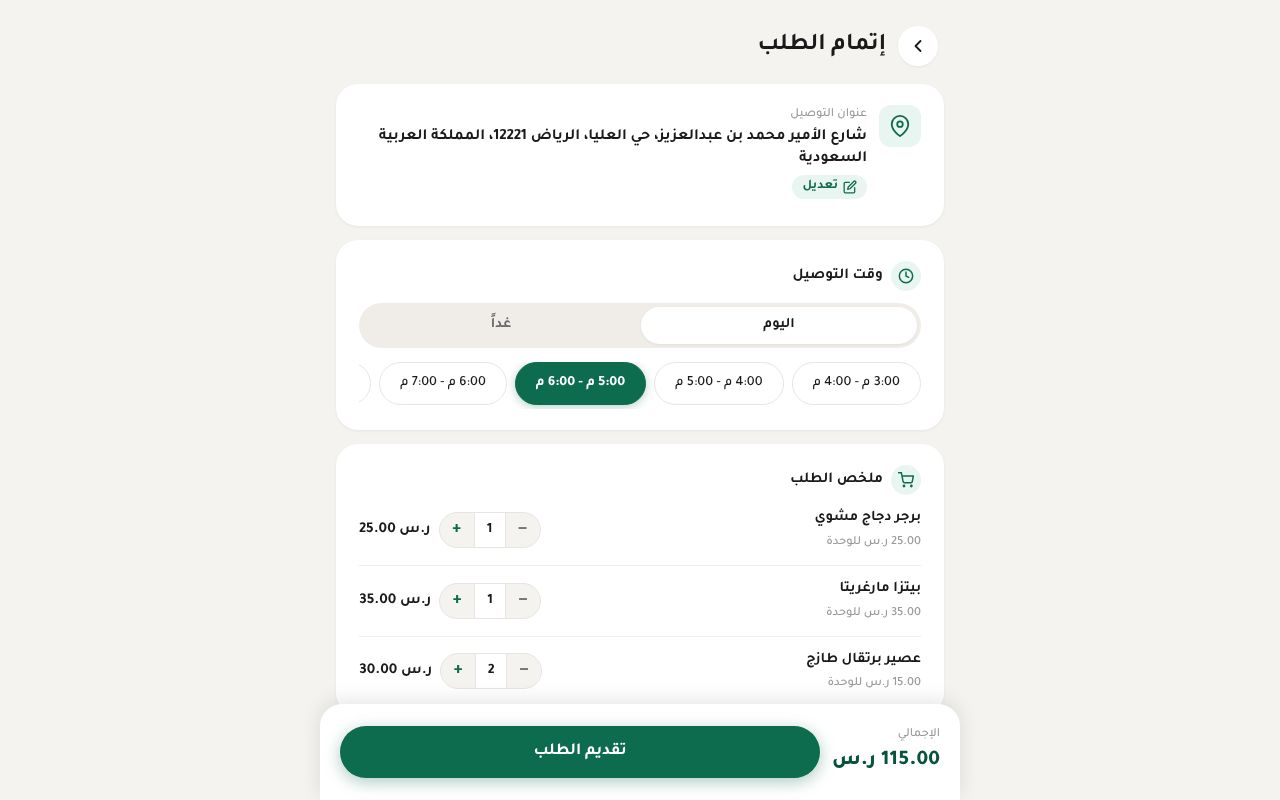 إتمام الطلب
عنوان التوصيل
شارع الأمير محمد بن عبدالعزيز، حي العليا، الرياض 12221، المملكة العربية
السعودية
تعديل
وقت التوصيل
اليوم
غداً
3:00 م - 4:00 م
4:00 م - 5:00 م
5:00 م - 6:00 م
6:00 م - 7:00 م
ملخص الطلب
برجر دجاج مشوي
25.00 ر.س للوحدة
− 1 +
ر.س 25.00
بيتزا مارغريتا
35.00 ر.س للوحدة
− 1 +
ر.س 35.00
عصير برتقال طازج
15.00 ر.س للوحدة
− 2 +
ر.س 30.00
الإجمالي
115.00 ر.س
تقديم الطلب